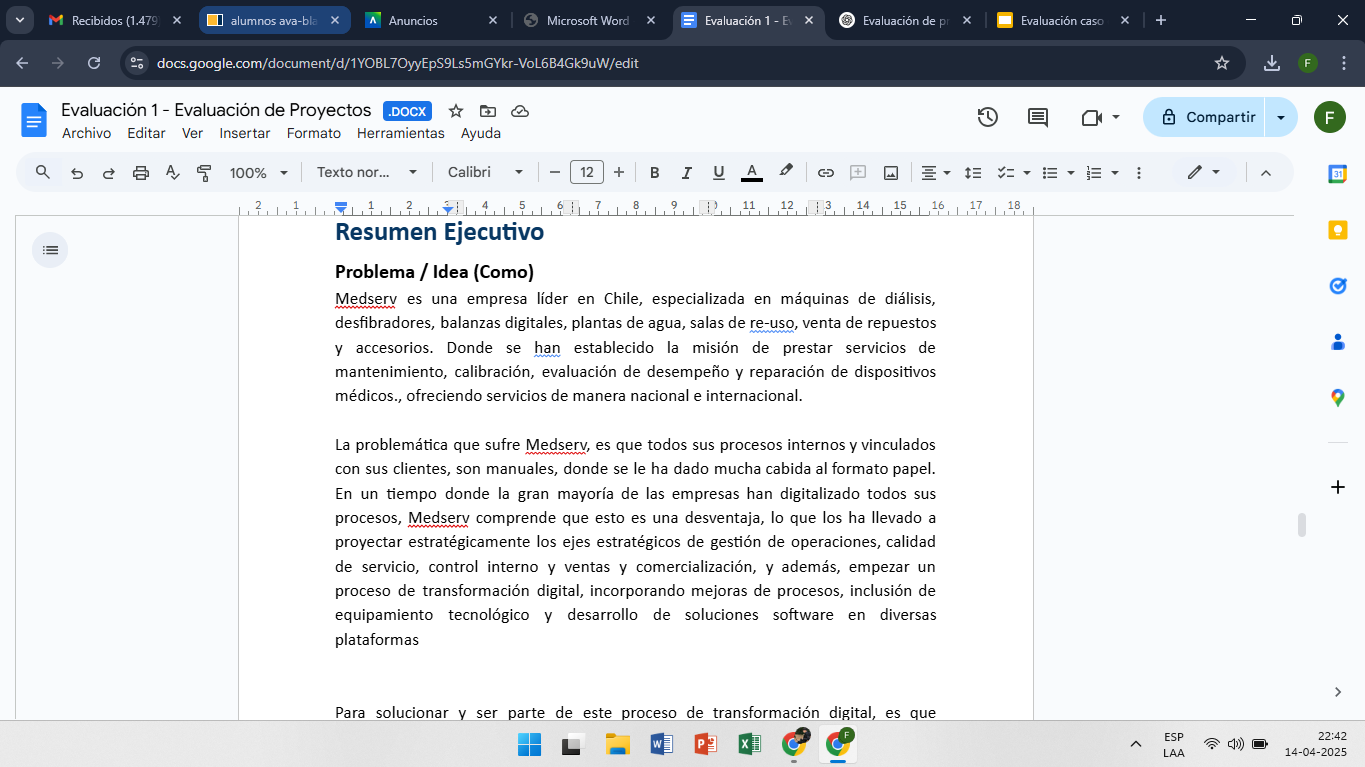 Recibidos (1.479
alumnos ava-bla
Anuncios
Microsoft Word
Evaluación 1 - E
Evaluación de p
Evaluación caso
docs.google.com/document/d/1YOBL7OyyEpS9Ls5mGYkr-VoL6B4Gk9uW/edit
F
Evaluación 1 - Evaluación de Proyectos .DOCX
Archivo Editar Ver Insertar Formato Herramientas Ayuda
Compartir
F
100% Texto nor... Calibri 12 B I U A
2 1 1 2 3 4 5 6 7 8 9 10 11 12 13 14 15 16 17 18
31
Resumen Ejecutivo
Problema / Idea (Como)
Medserv es una empresa líder en Chile, especializada en máquinas de diálisis,
desfibradores, balanzas digitales, plantas de agua, salas de re-uso, venta de repuestos
y accesorios. Donde se han establecido la misión de prestar servicios de
mantenimiento, calibración, evaluación de desempeño y reparación de dispositivos
médicos., ofreciendo servicios de manera nacional e internacional.
La problemática que sufre Medserv, es que todos sus procesos internos y vinculados
con sus clientes, son manuales, donde se le ha dado mucha cabida al formato papel.
En un tiempo donde la gran mayoría de las empresas han digitalizado todos sus
procesos, Medserv comprende que esto es una desventaja, lo que los ha llevado a
proyectar estratégicamente los ejes estratégicos de gestión de operaciones, calidad
de servicio, control interno y ventas y comercialización, y además, empezar un
proceso de transformación digital, incorporando mejoras de procesos, inclusión de
equipamiento tecnológico y desarrollo de soluciones software en diversas
plataformas
Para solucionar y ser parte de este proceso de transformación digital, es que
ESP
LAA
22:42
14-04-2025